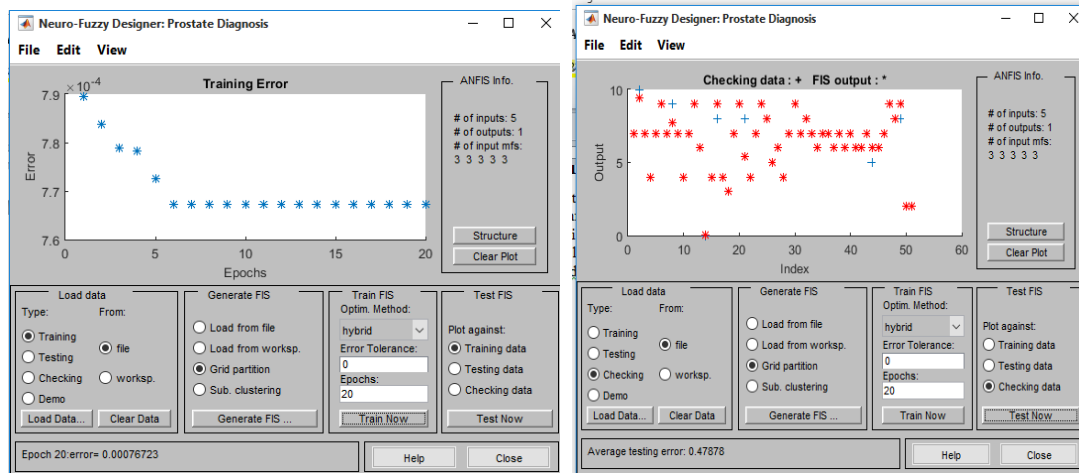 Neuro-Fuzzy Designer: Prostate Diagnosis
File Edit View
×10⁻⁴
Training Error
7.9
7.8
7.7
7.6
Error
0 5 10 15 20
Epochs
ANFIS Info.
# of inputs: 5
# of outputs: 1
# of input mfs:
3 3 3 3 3
Structure
Clear Plot
Load data
Type: From:
Training
Testing
Checking
Demo
file
worksp.
Load Data... Clear Data
Generate FIS
Load from file
Load from worksp.
Grid partition
Sub. clustering
Generate FIS ...
Train FIS
Optim. Method:
hybrid
Error Tolerance:
0
Epochs:
20
Train Now
Test FIS
Plot against:
Training data
Testing data
Checking data
Test Now
Epoch 20:error= 0.00076723
Help Close
Neuro-Fuzzy Designer: Prostate Diagnosis
File Edit View
Checking data : + FIS output : *
10
5
0
Output
0 10 20 30 40 50 60
Index
ANFIS Info.
# of inputs: 5
# of outputs: 1
# of input mfs:
3 3 3 3 3
Structure
Clear Plot
Load data
Type: From:
Training
Testing
Checking
Demo
file
worksp.
Load Data... Clear Data
Generate FIS
Load from file
Load from worksp.
Grid partition
Sub. clustering
Generate FIS ...
Train FIS
Optim. Method:
hybrid
Error Tolerance:
0
Epochs:
20
Train Now
Test FIS
Plot against:
Training data
Testing data
Checking data
Test Now
Average testing error: 0.47878
Help Close